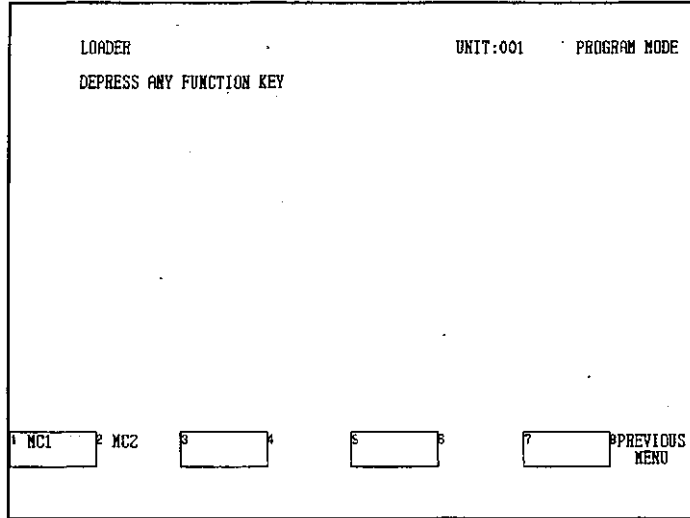 LOADER UNIT:001 PROGRAM MODE
DEPRESS ANY FUNCTION KEY
1 MC1 2 MC2 3 4 5 6 7 8 PREVIOUS
MENU